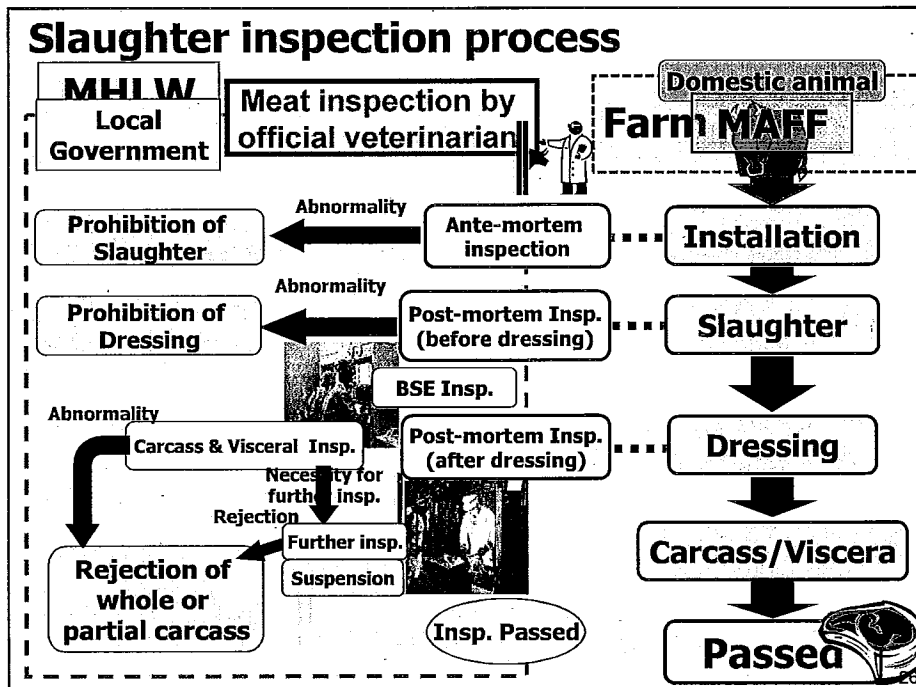 Slaughter inspection process
MHLW
Local
Government
Meat inspection by
official veterinarian
Domestic animal
Farm MAFF
Prohibition of
Slaughter
Abnormality
Ante-mortem
inspection
Installation
Prohibition of
Dressing
Abnormality
Post-mortem Insp.
(before dressing)
Slaughter
BSE Insp.
Abnormality
Carcass & Visceral Insp.
Post-mortem Insp.
(after dressing)
Dressing
Necessity for
further insp.
Rejection
Further insp.
Suspension
Carcass/Viscera
Rejection of
whole or
partial carcass
Insp. Passed
Passed